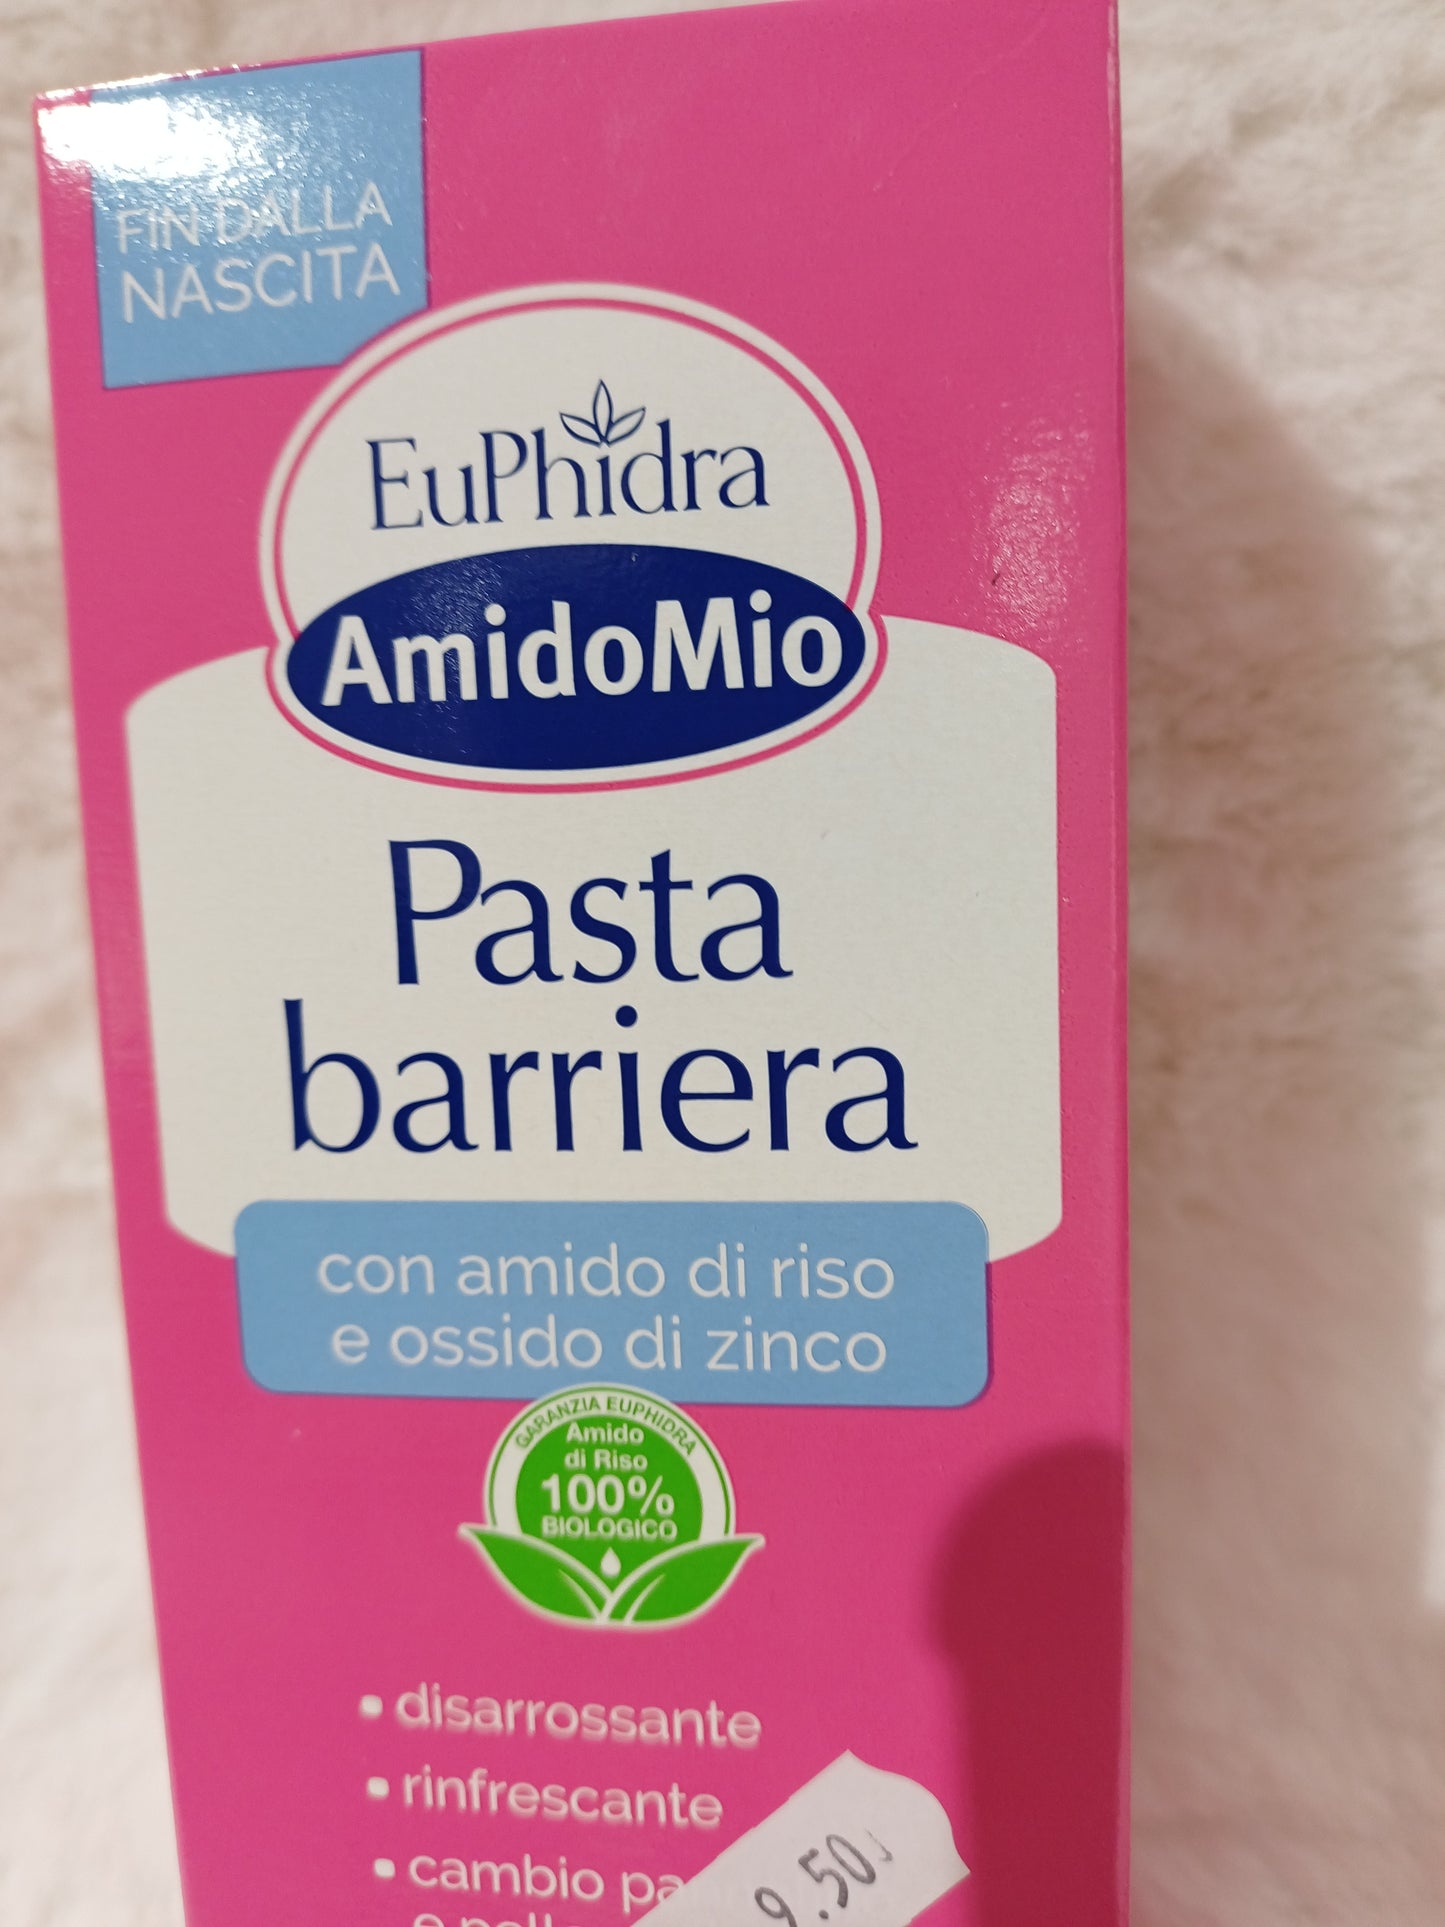 FIN DALLA
NASCITA
EuPhidra
AmidoMio
Pasta
barriera
con amido di riso
e ossido di zinco
GARANZIA EUPHIDRA
Amido
di Riso
100%
BIOLOGICO
• disarrossante
• rinfrescante
• cambio
9.50